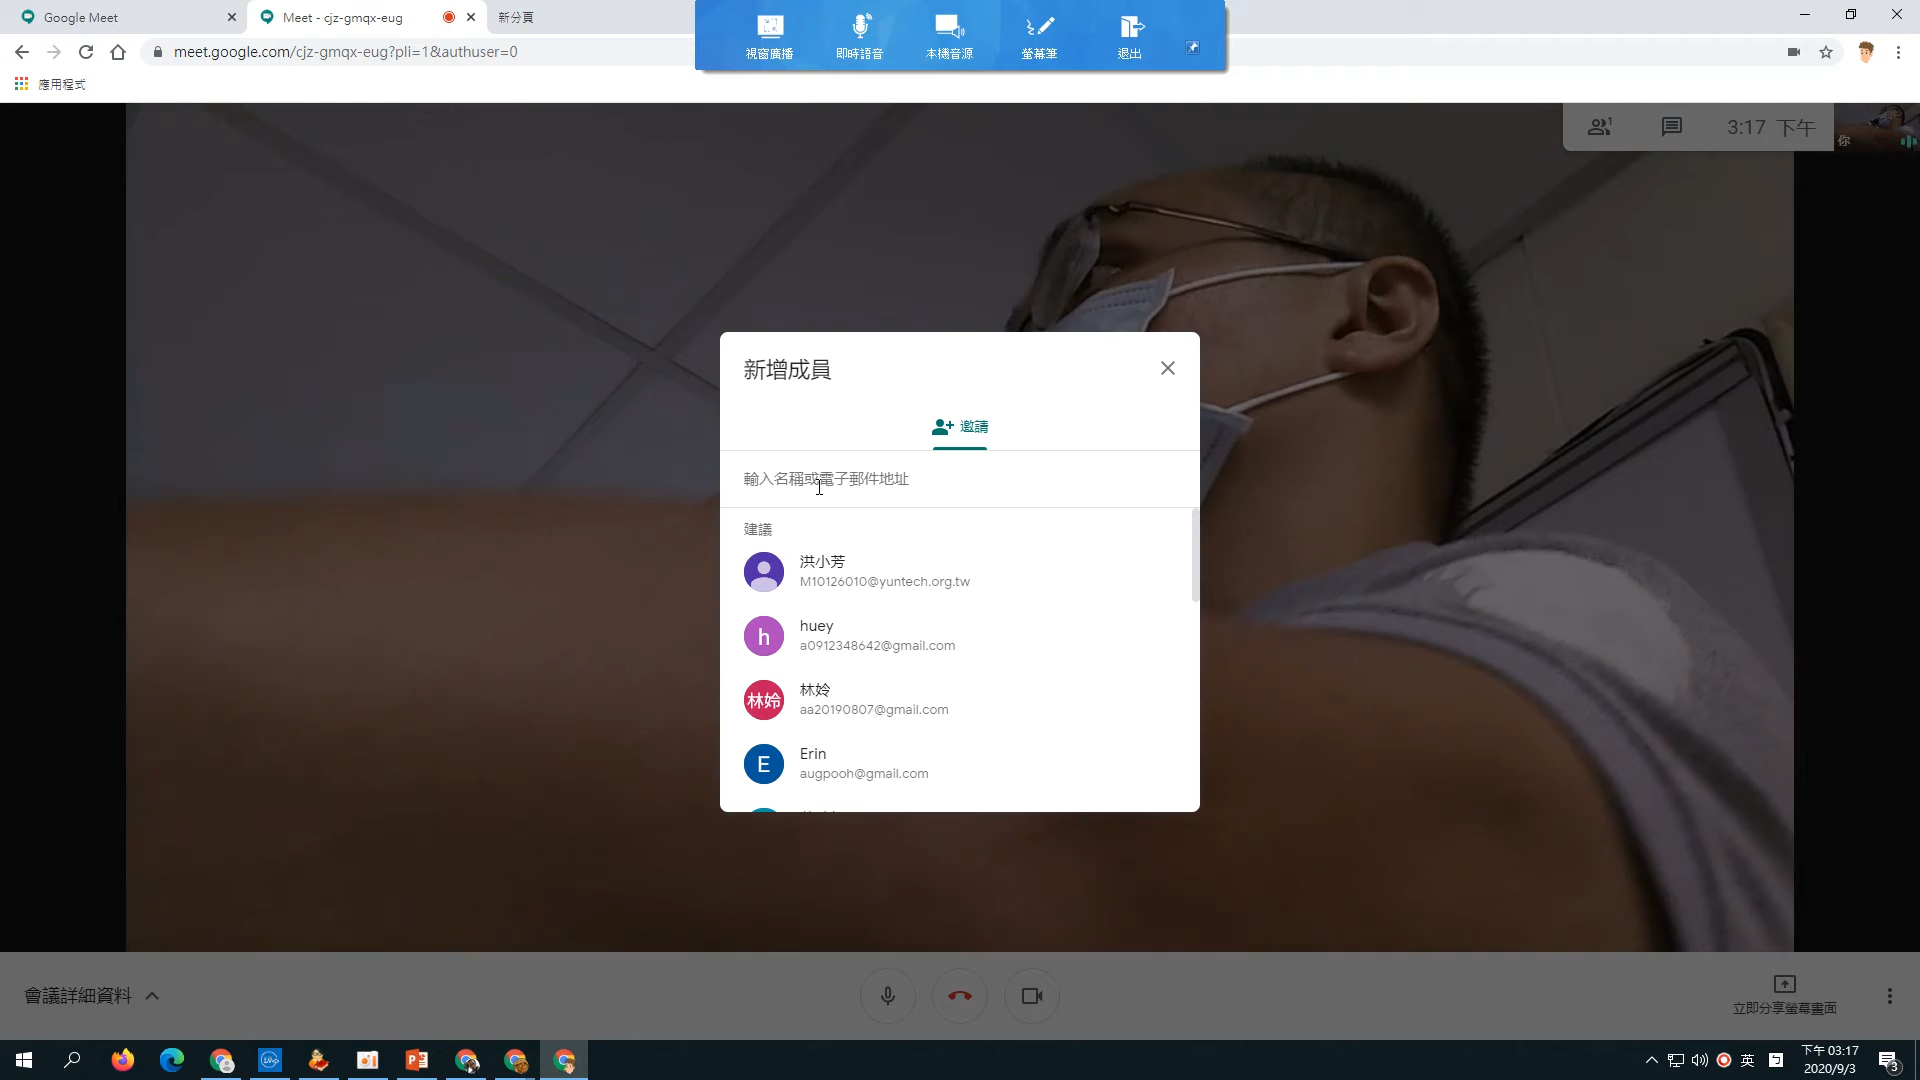 Google Meet
Meet - cjz-gmqx-eug
新分頁
視窗廣播
即時語音
本機音源
螢幕筆
退出
meet.google.com/cjz-gmqx-eug?pli=1&authuser=0
應用程式
1
3:17 下午
你
新增成員
邀請
輸入名稱或電子郵件地址
建議
洪小芳
M10126010@yuntech.org.tw
h
huey
a0912348642@gmail.com
林姈
林姈
aa20190807@gmail.com
E
Erin
augpooh@gmail.com
會議詳細資料
立即分享螢幕畫面
英
下午 03:17
2020/9/3
3